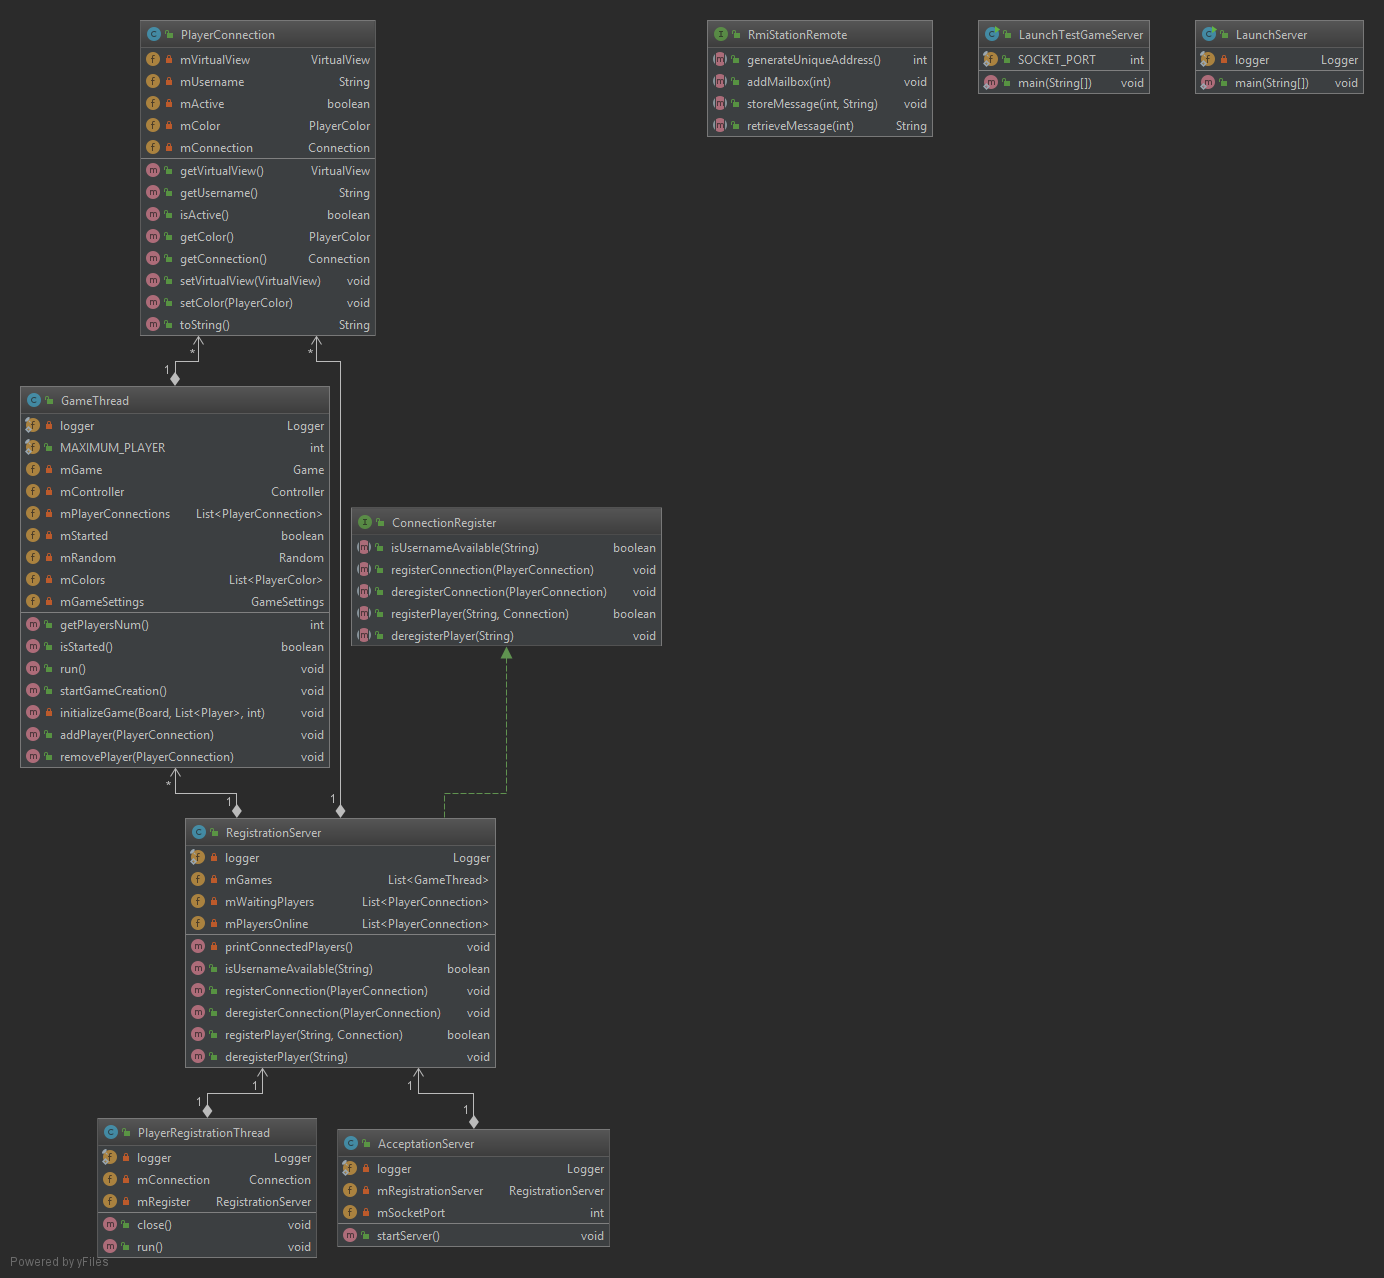 PlayerConnection
mVirtualView VirtualView
mUsername String
mActive boolean
mColor PlayerColor
mConnection Connection
getVirtualView() VirtualView
getUsername() String
isActive() boolean
getColor() PlayerColor
getConnection() Connection
setVirtualView(VirtualView) void
setColor(PlayerColor) void
toString() String
RmiStationRemote
generateUniqueAddress() int
addMailbox(int) void
storeMessage(int, String) void
retrieveMessage(int) String
LaunchTestGameServer
SOCKET_PORT int
main(String[]) void
LaunchServer
logger Logger
main(String[]) void
* *
1
GameThread
logger Logger
MAXIMUM_PLAYER int
mGame Game
mController Controller
mPlayerConnections List<PlayerConnection>
mStarted boolean
mRandom Random
mColors List<PlayerColor>
mGameSettings GameSettings
getPlayersNum() int
isStarted() boolean
run() void
startGameCreation() void
initializeGame(Board, List<Player>, int) void
addPlayer(PlayerConnection) void
removePlayer(PlayerConnection) void
ConnectionRegister
isUsernameAvailable(String) boolean
registerConnection(PlayerConnection) void
deregisterConnection(PlayerConnection) void
registerPlayer(String, Connection) boolean
deregisterPlayer(String) void
*
1 1
RegistrationServer
logger Logger
mGames List<GameThread>
mWaitingPlayers List<PlayerConnection>
mPlayersOnline List<PlayerConnection>
printConnectedPlayers() void
isUsernameAvailable(String) boolean
registerConnection(PlayerConnection) void
deregisterConnection(PlayerConnection) void
registerPlayer(String, Connection) boolean
deregisterPlayer(String) void
1 1
1 1
PlayerRegistrationThread
logger Logger
mConnection Connection
mRegister RegistrationServer
close() void
run() void
AcceptationServer
logger Logger
mRegistrationServer RegistrationServer
mSocketPort int
startServer() void
Powered by yFiles